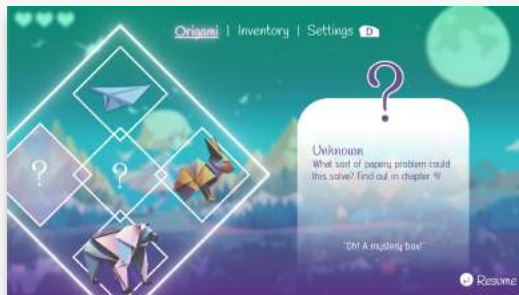 Origami | Inventory | Settings D
?
? ?
Unknown
What sort of papery problem could
this solve? Find out in chapter 4!
"Oh! A mystery box!"
Resume